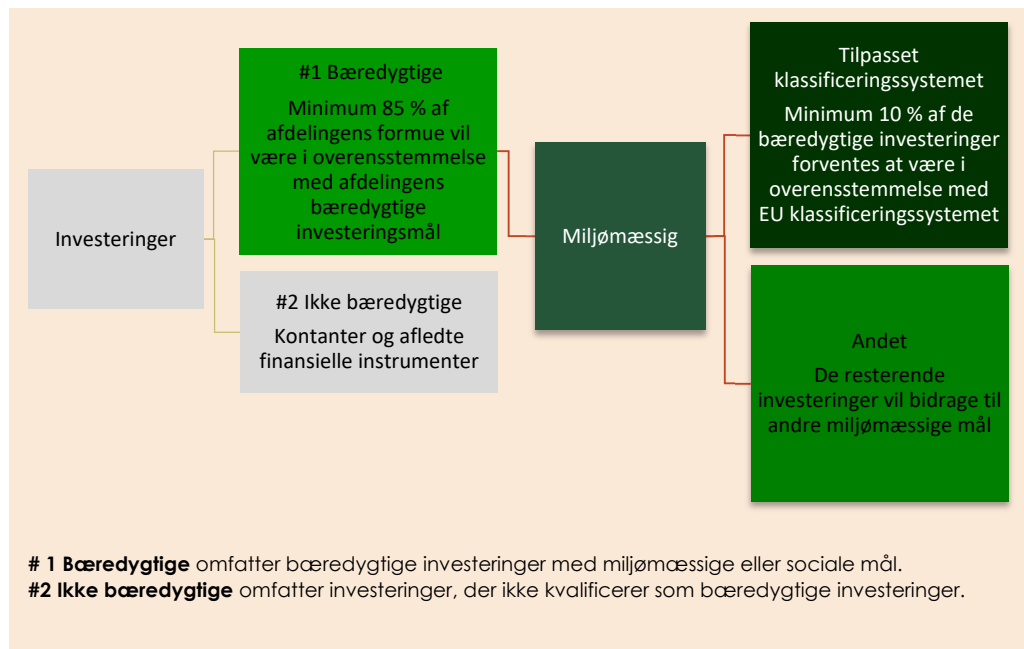 Investeringer
#1 Bæredygtige
Minimum 85 % af
afdelingens formue vil
være i overensstemmelse
med afdelingens
bæredygtige
investeringsmål
#2 Ikke bæredygtige
Kontanter og afledte
finansielle instrumenter
Miljømæssig
Tilpasset
klassificeringssystemet
Minimum 10 % af de
bæredygtige investeringer
forventes at være i
overensstemmelse med
EU klassificeringssystemet
Andet
De resterende
investeringer vil bidrage til
andre miljømæssige mål
# 1 Bæredygtige omfatter bæredygtige investeringer med miljømæssige eller sociale mål.
#2 Ikke bæredygtige omfatter investeringer, der ikke kvalificerer som bæredygtige investeringer.